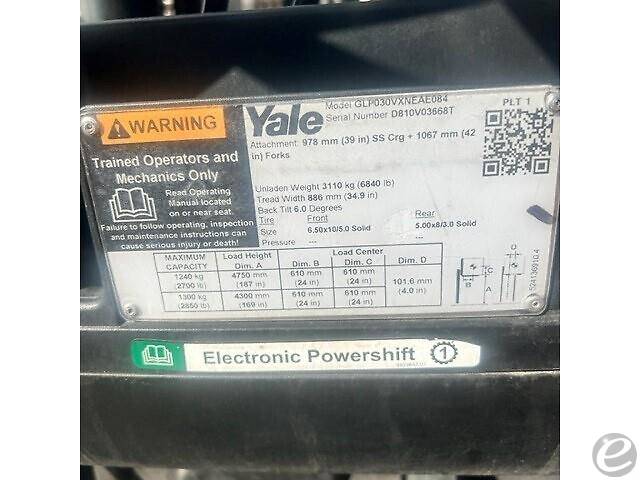 WARNING
Trained Operators and
Mechanics Only
Read Operating
Manual located
on or near seat.
Failure to follow operating, inspection
and maintenance instructions can
cause serious injury or death!
Yale
Model GLP030VXNEAE084
Serial Number D810V03668T
PLT 1
Attachment: 978 mm (39 in) SS Crg + 1067 mm (42
in) Forks
Unladen Weight 3110 kg (6840 lb)
Tread Width 886 mm (34.9 in)
Back Tilt 6.0 Degrees
Tire Front Rear
Size 6.50x10/5.0 Solid 5.00x8/3.0 Solid
Pressure --- ---
MAXIMUM CAPACITY Load Height Dim. A Dim. B Load Center Dim. C Dim. D
1240 kg (2700 lb) 4750 mm (187 in) 610 mm (24 in) 610 mm (24 in) 101.6 mm (4.0 in)
1300 kg (2850 lb) 4300 mm (169 in) 610 mm (24 in) 610 mm (24 in)
C
C
B
A
D
Electronic Powershift 1
e